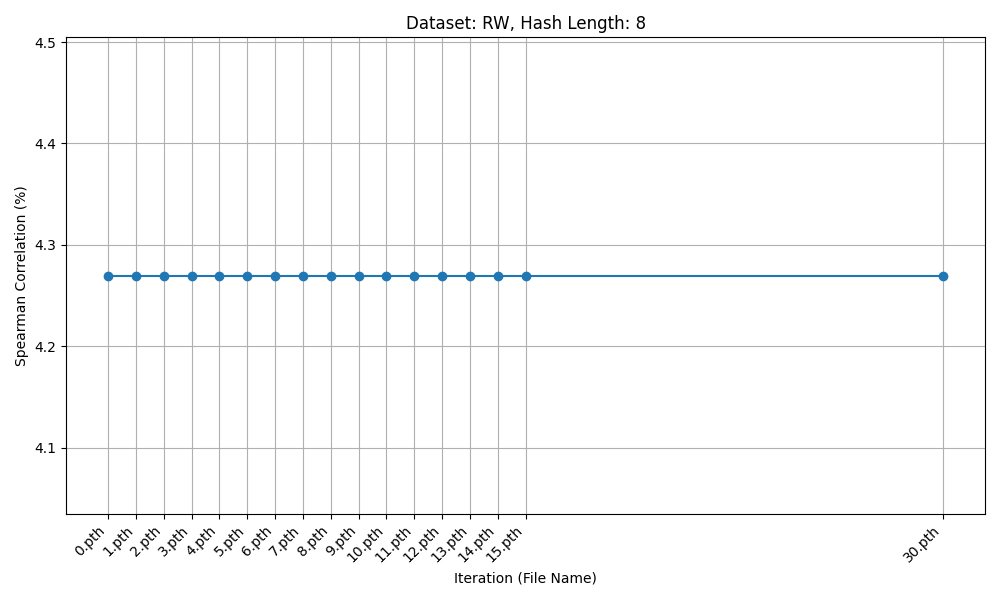 Dataset: RW, Hash Length: 8
Spearman Correlation (%)
4.5
4.4
4.3
4.2
4.1
0.pth
1.pth
2.pth
3.pth
4.pth
5.pth
6.pth
7.pth
8.pth
9.pth
10.pth
11.pth
12.pth
13.pth
14.pth
15.pth
30.pth
Iteration (File Name)